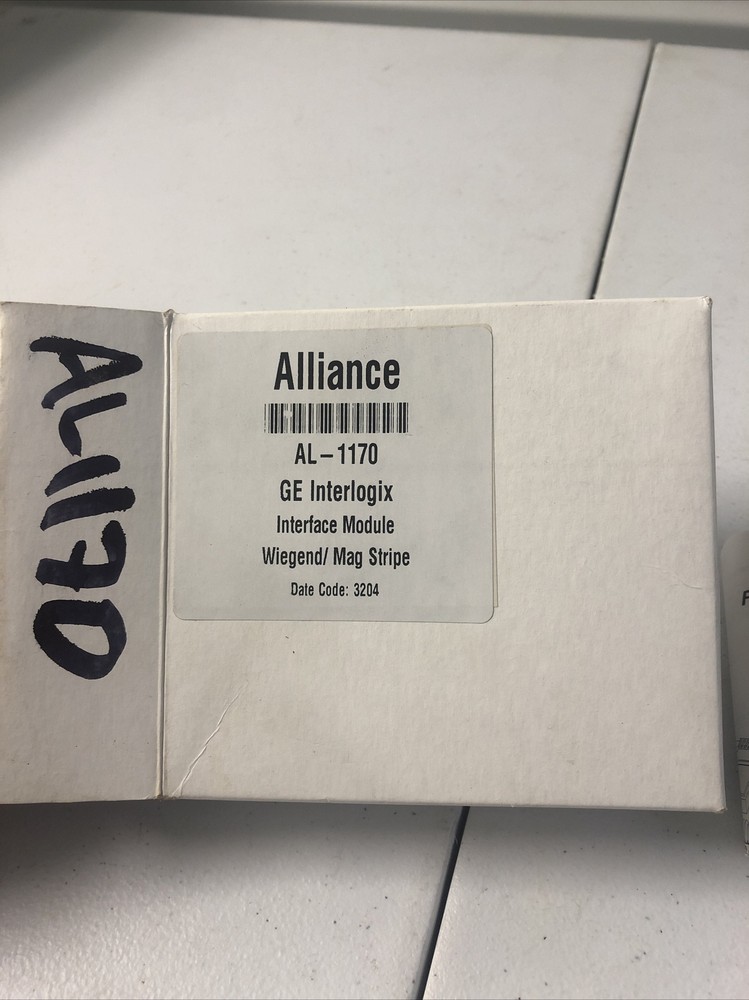 AL1170
Alliance
AL-1170
GE Interlogix
Interface Module
Wiegend/ Mag Stripe
Date Code: 3204